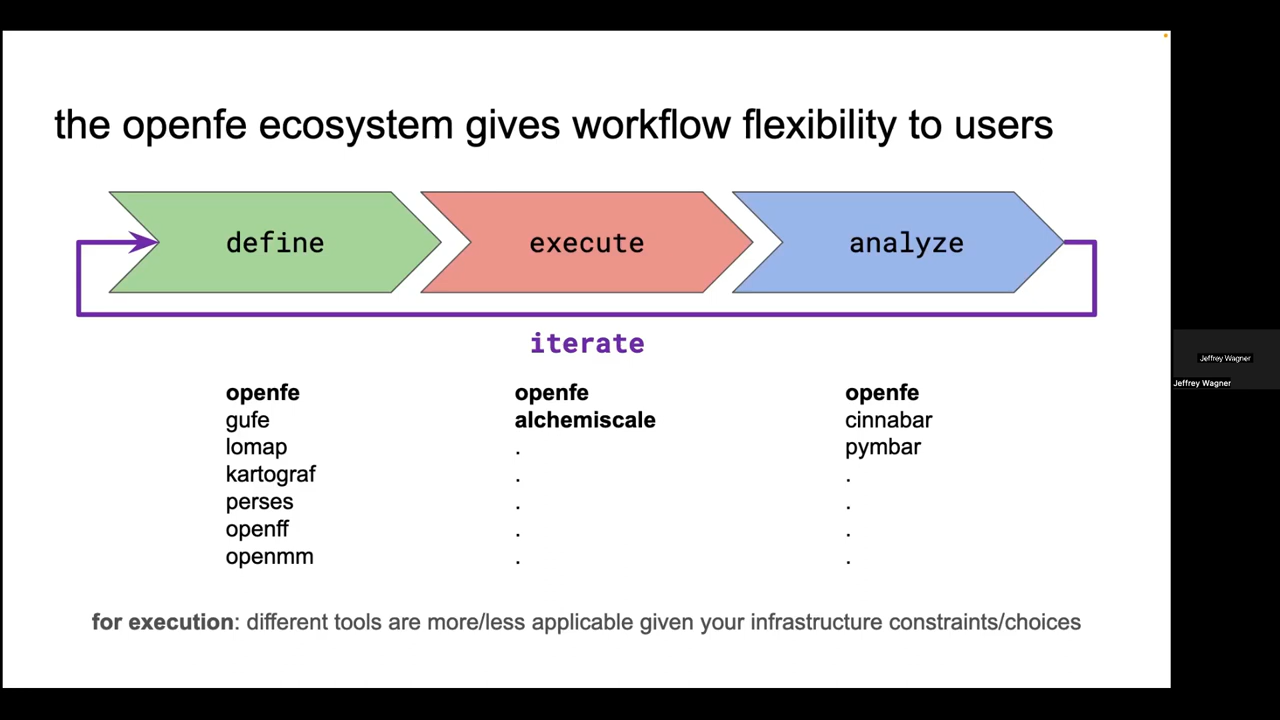 the openfe ecosystem gives workflow flexibility to users
define
execute
analyze
iterate
openfe
gufe
lomap
kartograf
perses
openff
openmm
openfe
alchemiscale
.
.
.
.
.
openfe
cinnabar
pymbar
.
.
.
.
for execution: different tools are more/less applicable given your infrastructure constraints/choices
Jeffrey Wagner
Jeffrey Wagner